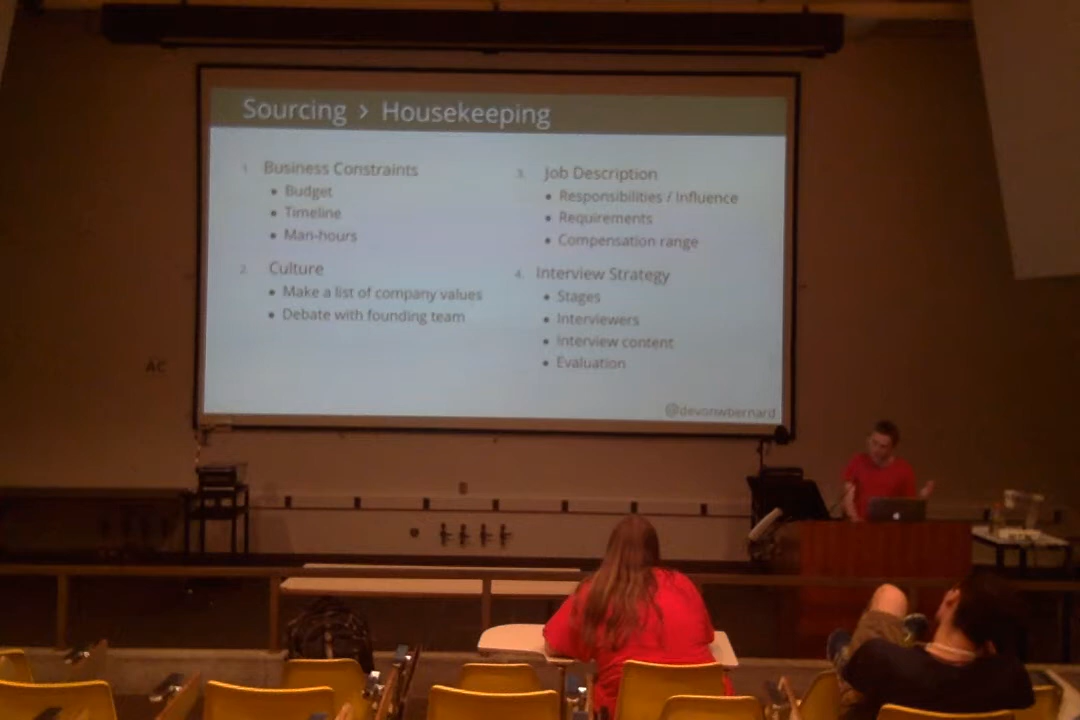 Sourcing > Housekeeping
1. Business Constraints
• Budget
• Timeline
• Man-hours
2. Culture
• Make a list of company values
• Debate with founding team
3. Job Description
• Responsibilities / Influence
• Requirements
• Compensation range
4. Interview Strategy
• Stages
• Interviewers
• Interview content
• Evaluation
@devonwbernard
AC